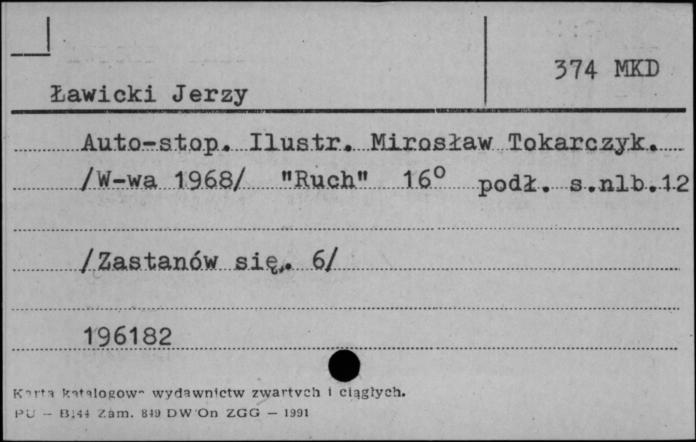 374 MKD
Ławicki Jerzy
Auto-stop. Ilustr. Mirosław Tokarczyk.
/W-wa 1968/ "Ruch" 16° podł. s.nlb.12
/Zastanów się,. 6/
196182
Karta katalogowa wydawnictw zwartych i ciągłych.
PU – B144 Zam. 849 DW On ZGG – 1991